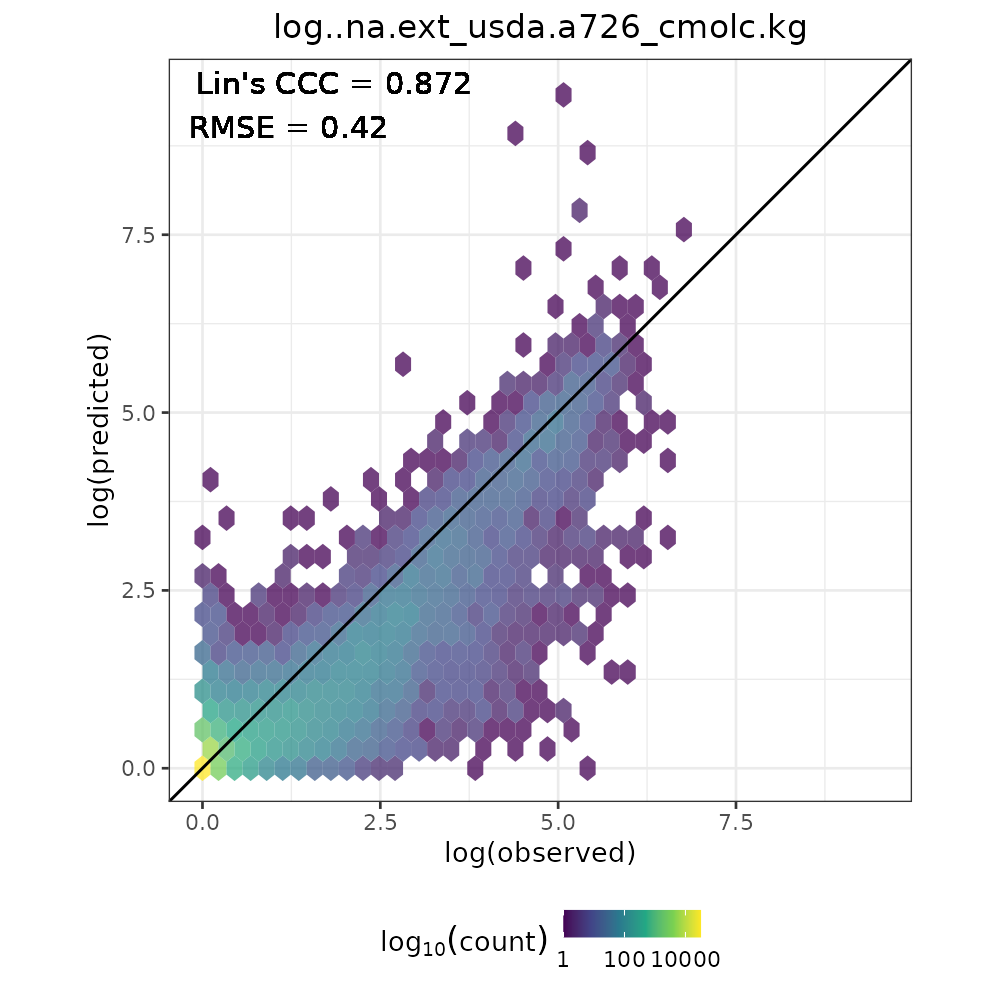 log..na.ext_usda.a726_cmolc.kg
Lin's CCC = 0.872
RMSE = 0.42
log(predicted)
7.5
5.0
2.5
0.0
0.0 2.5 5.0 7.5
log(observed)
log₁₀(count)
1 100 10000